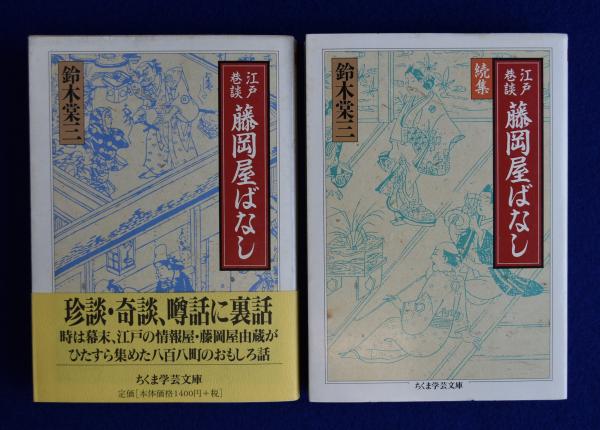 江戸
巷談
藤岡屋ばなし
鈴木棠三
珍談・奇談、噂話に裏話
時は幕末、江戸の情報屋・藤岡屋由蔵が
ひたすら集めた八百八町のおもしろ話
ちくま学芸文庫
定価[本体価格1400円+税]
江戸
巷談
藤岡屋ばなし
続集
鈴木棠三
ちくま学芸文庫